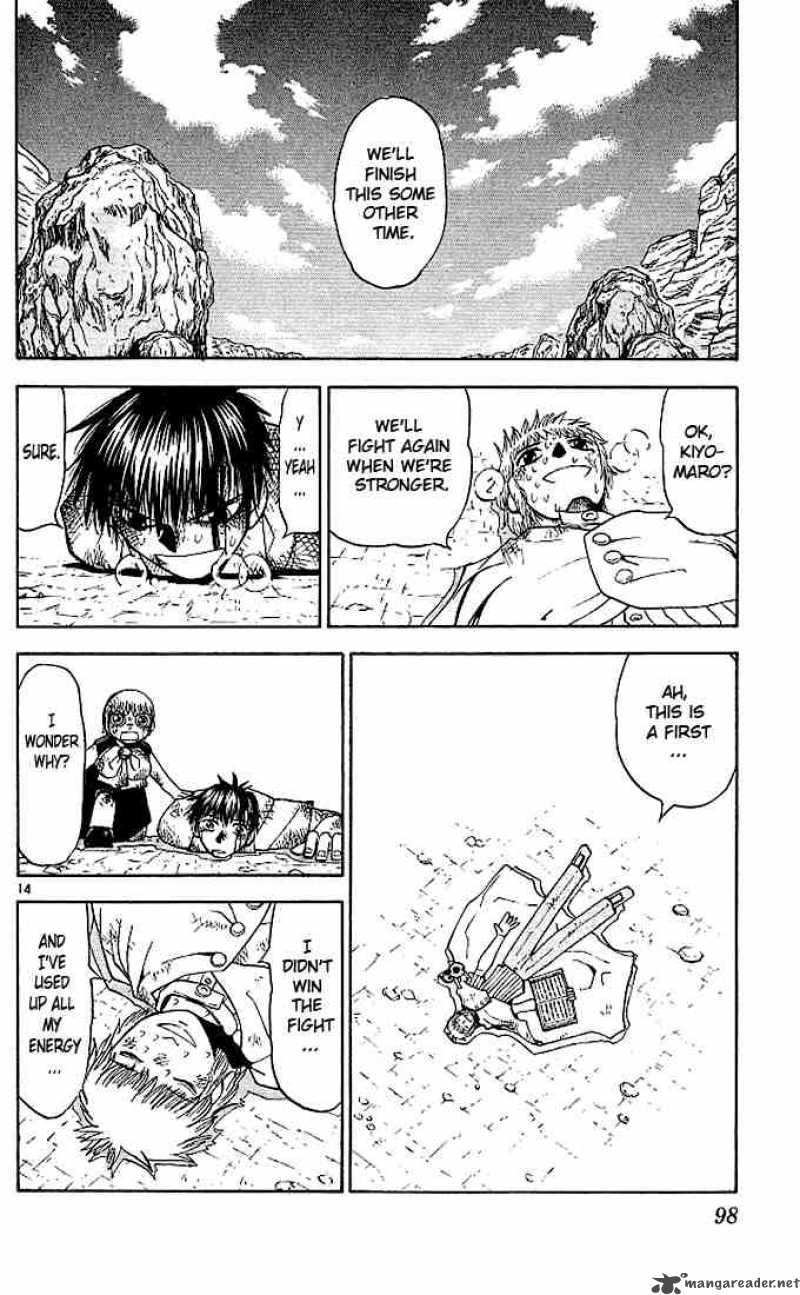 WE'LL
FINISH
THIS SOME
OTHER
TIME.
OK,
KIYO-
MARO?
WE'LL
FIGHT AGAIN
WHEN WE'RE
STRONGER.
Y
...
YEAH
...
SURE.
AH,
THIS IS
A FIRST
...
I
WONDER
WHY?
14
I
DIDN'T
WIN
THE
FIGHT
...
AND
I'VE
USED
UP ALL
MY
ENERGY
...
98
mangareader.net